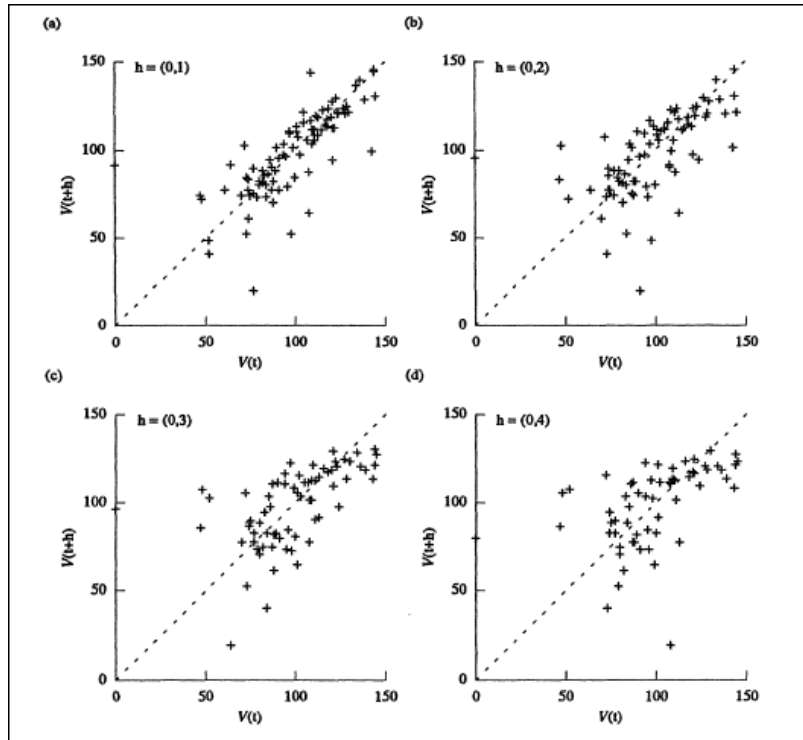 (a)
h = (0,1)
150
100
50
0
V(t+h)
0 50 100 150
V(t)
(b)
h = (0,2)
150
100
50
0
V(t+h)
0 50 100 150
V(t)
(c)
h = (0,3)
150
100
50
0
V(t+h)
0 50 100 150
V(t)
(d)
h = (0,4)
150
100
50
0
V(t+h)
0 50 100 150
V(t)